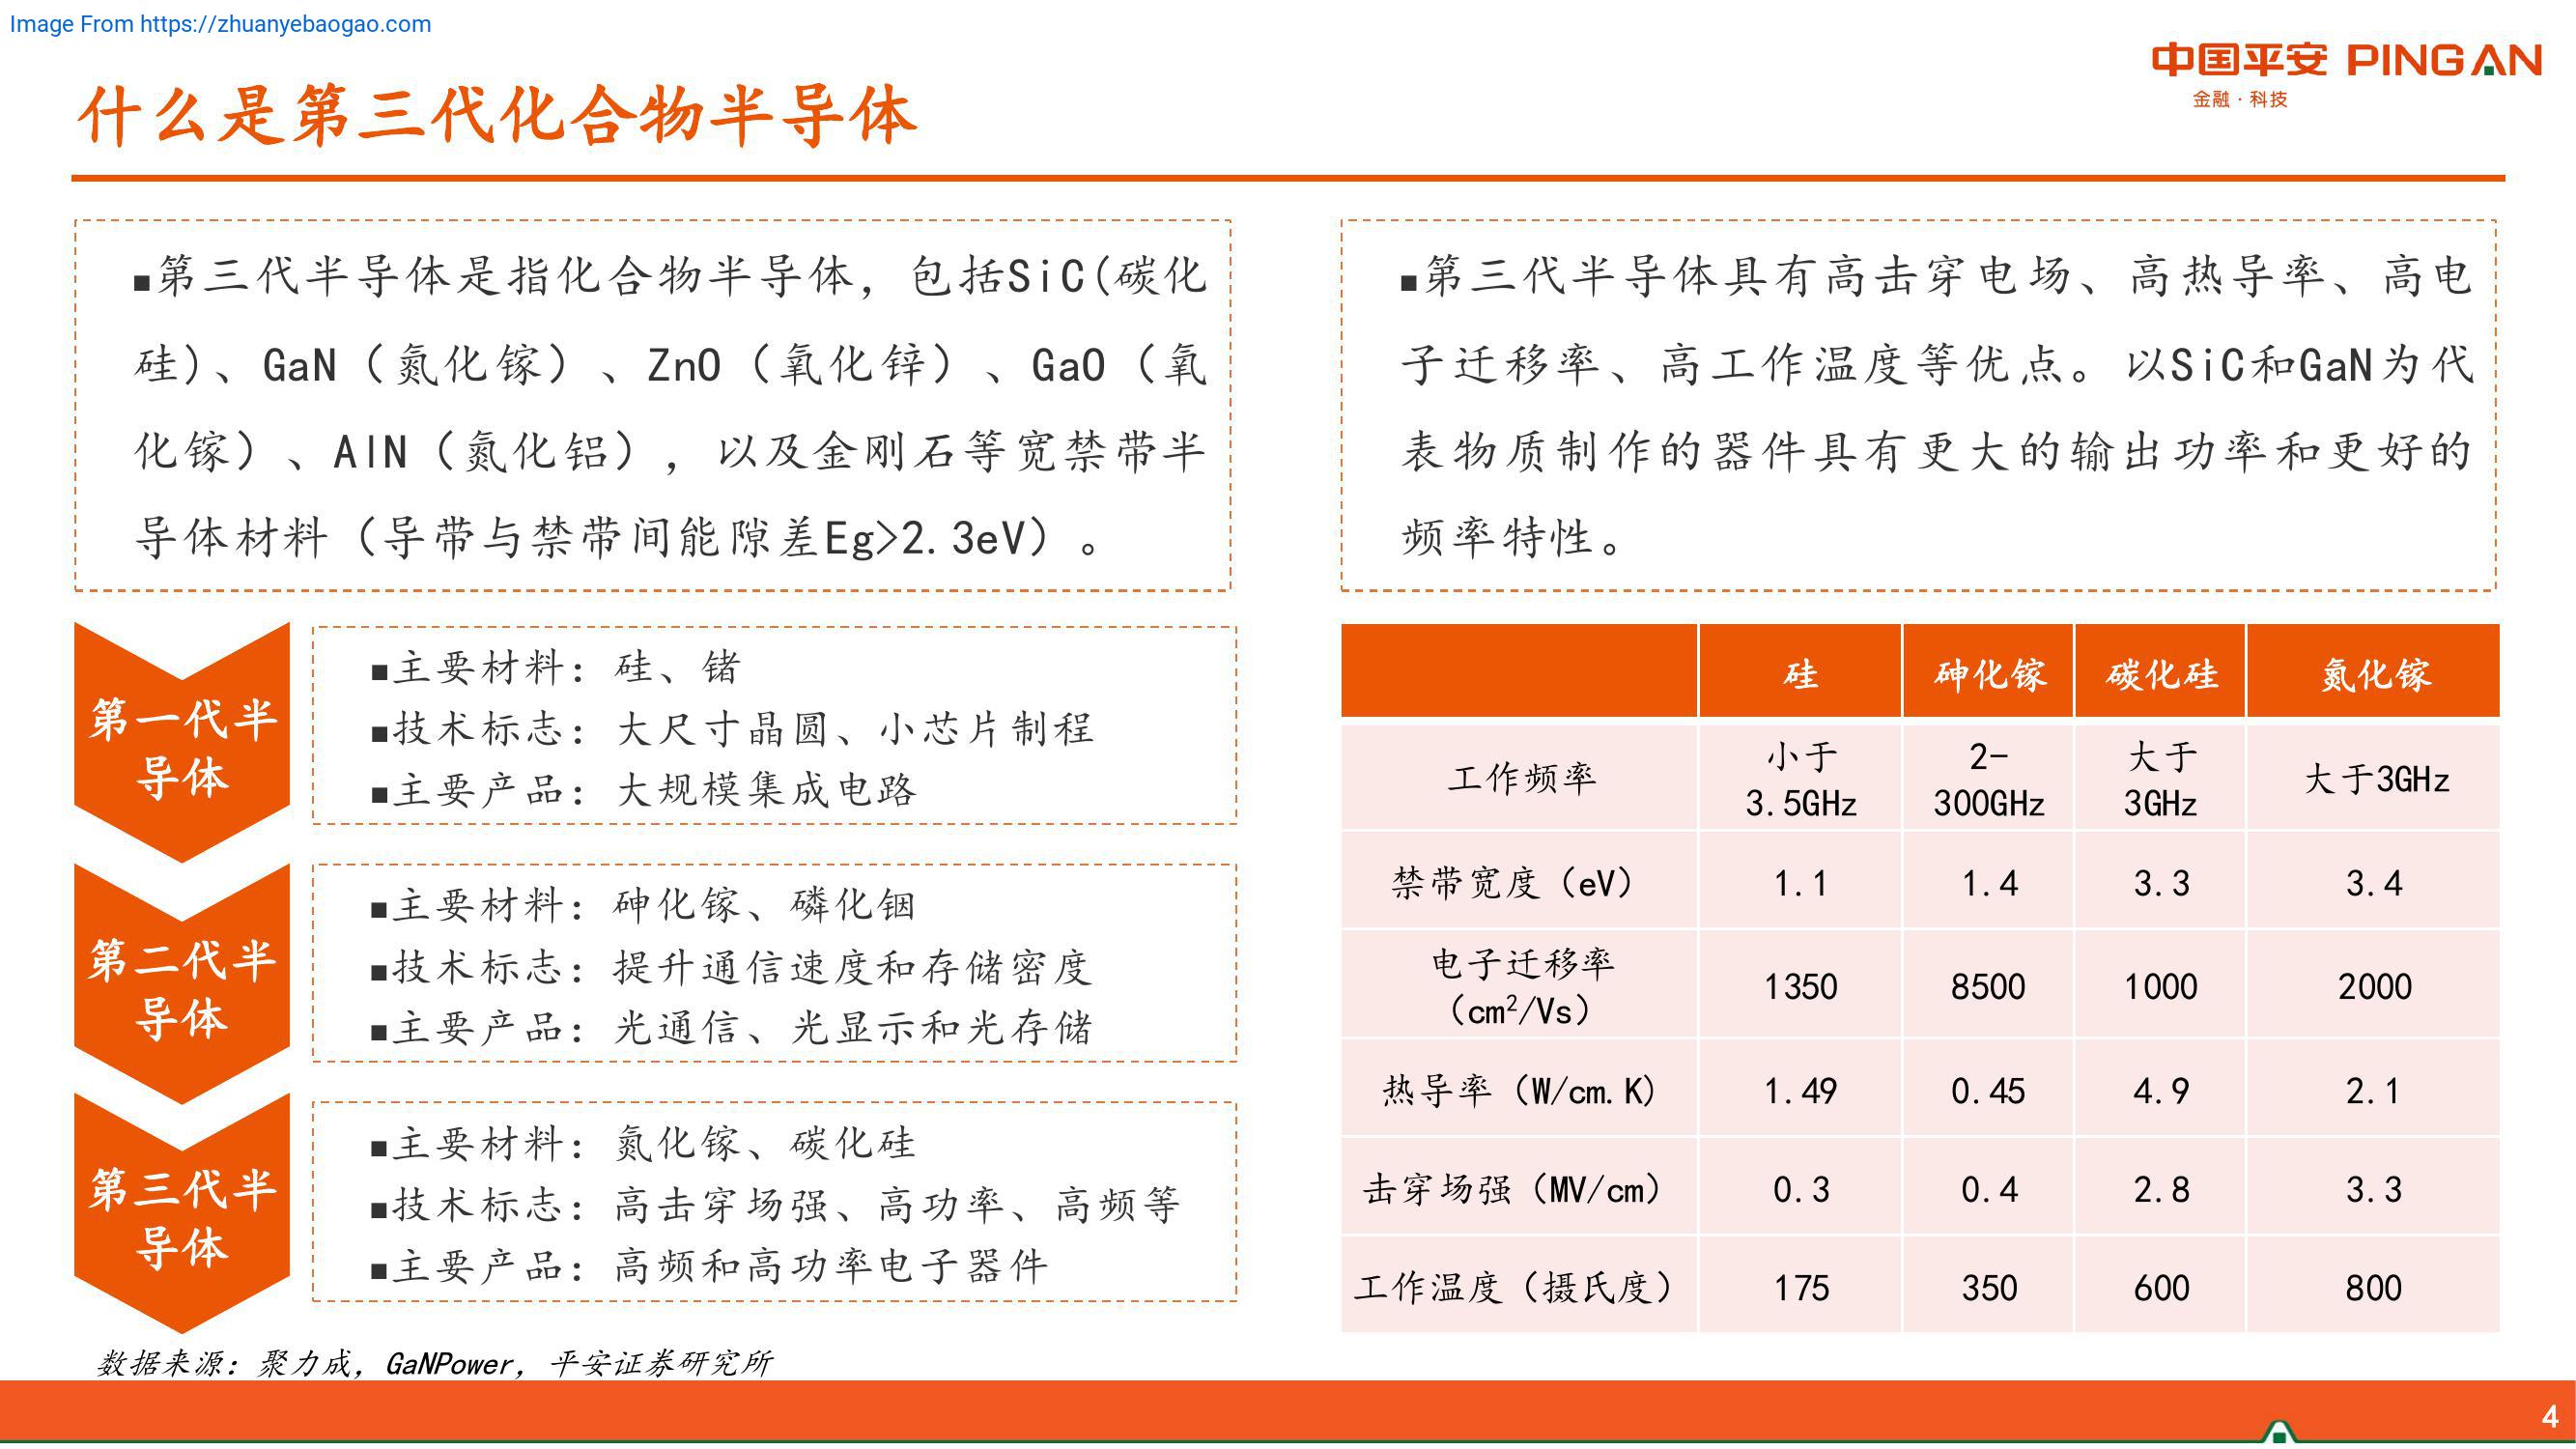 Image From https://zhuanyebaogao.com
中国平安 PINGAN
金融·科技
什么是第三代化合物半导体
■第三代半导体是指化合物半导体，包括SiC(碳化
硅)、GaN（氮化镓）、ZnO（氧化锌）、GaO（氧
化镓）、AlN（氮化铝），以及金刚石等宽禁带半
导体材料（导带与禁带间能隙差Eg>2.3eV）。
■第三代半导体具有高击穿电场、高热导率、高电
子迁移率、高工作温度等优点。以SiC和GaN为代
表物质制作的器件具有更大的输出功率和更好的
频率特性。
第一代半
导体
■主要材料：硅、锗
■技术标志：大尺寸晶圆、小芯片制程
■主要产品：大规模集成电路
第二代半
导体
■主要材料：砷化镓、磷化铟
■技术标志：提升通信速度和存储密度
■主要产品：光通信、光显示和光存储
第三代半
导体
■主要材料：氮化镓、碳化硅
■技术标志：高击穿场强、高功率、高频等
■主要产品：高频和高功率电子器件
硅 砷化镓 碳化硅 氮化镓
工作频率 小于3.5GHz 2-300GHz 大于3GHz 大于3GHz
禁带宽度（eV） 1.1 1.4 3.3 3.4
电子迁移率（cm²/Vs） 1350 8500 1000 2000
热导率（W/cm.K) 1.49 0.45 4.9 2.1
击穿场强（MV/cm） 0.3 0.4 2.8 3.3
工作温度（摄氏度） 175 350 600 800
数据来源：聚力成，GaNPower，平安证券研究所
4